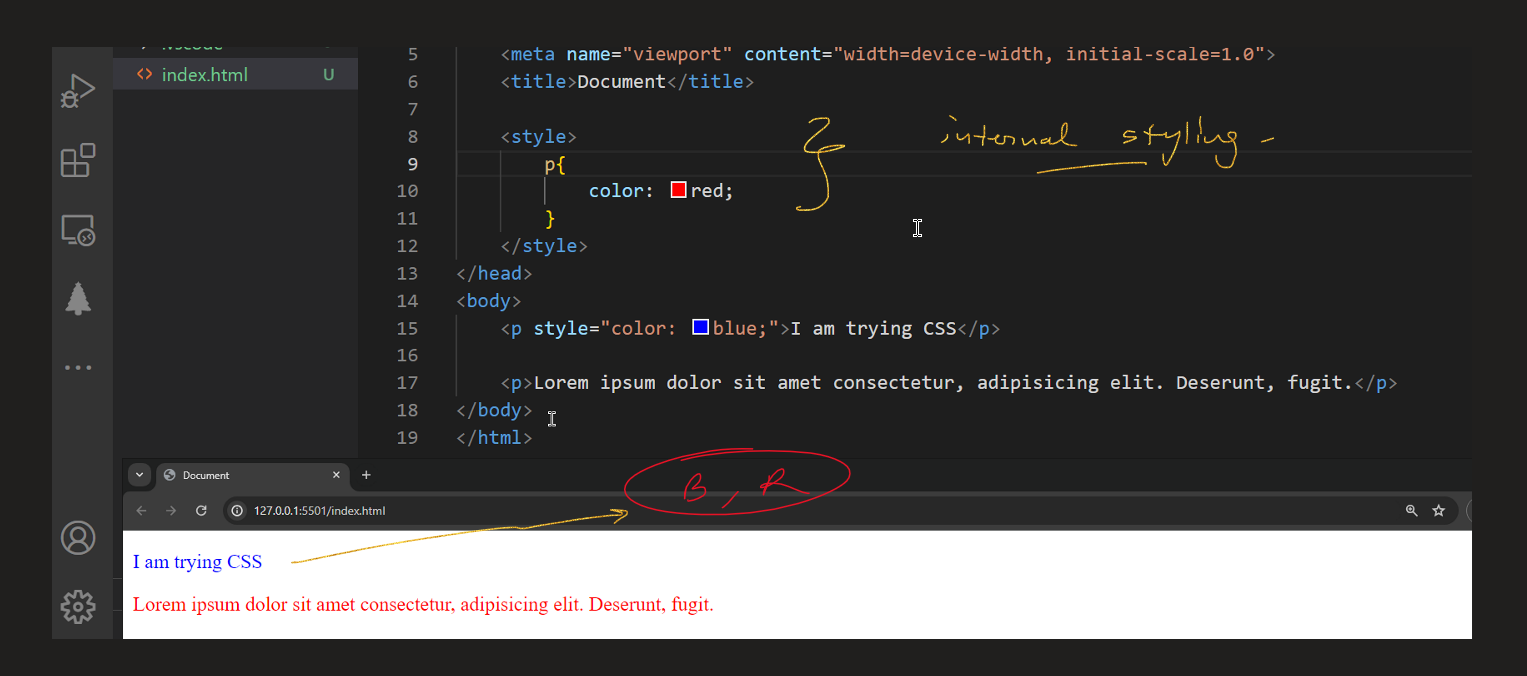 5 <meta name="viewport" content="width=device-width, initial-scale=1.0">
index.html U
6 <title>Document</title>
7
8 <style>
internal styling -
9 p{
10 color: red;
11 }
12 </style>
13 </head>
14 <body>
15 <p style="color: blue;">I am trying CSS</p>
16
17 <p>Lorem ipsum dolor sit amet consectetur, adipisicing elit. Deserunt, fugit.</p>
18 </body>
19 </html>
Document
B, R
127.0.0.1:5501/index.html
I am trying CSS
Lorem ipsum dolor sit amet consectetur, adipisicing elit. Deserunt, fugit.